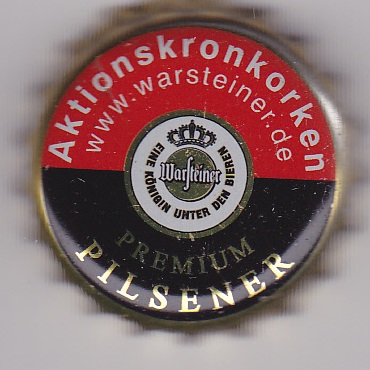 Aktionskronkorken
www.warsteiner.de
Warsteiner
EINE KÖNIGIN UNTER DEN BIEREN
PREMIUM
PILSENER